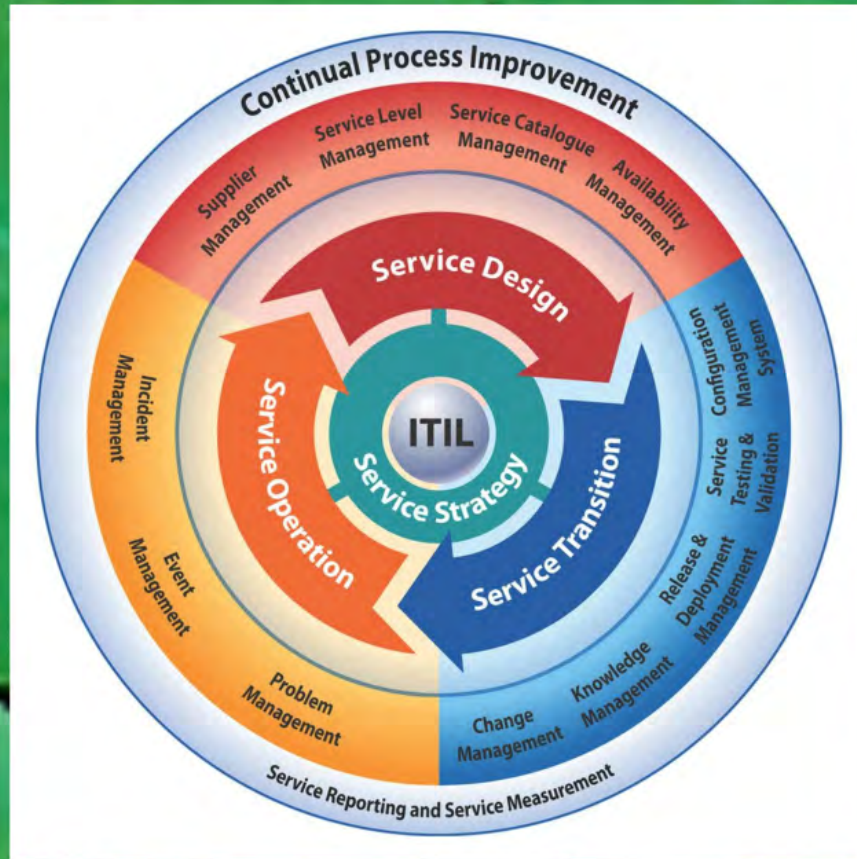 Continual Process Improvement
Supplier
Management
Service Level
Management
Service Catalogue
Management
Availability
Management
Configuration
Management
System
Service
Testing &
Validation
Release &
Deployment
Management
Knowledge
Management
Change
Management
Problem
Management
Event
Management
Incident
Management
Service Design
Service Transition
Service Operation
Service Strategy
ITIL
Service Reporting and Service Measurement